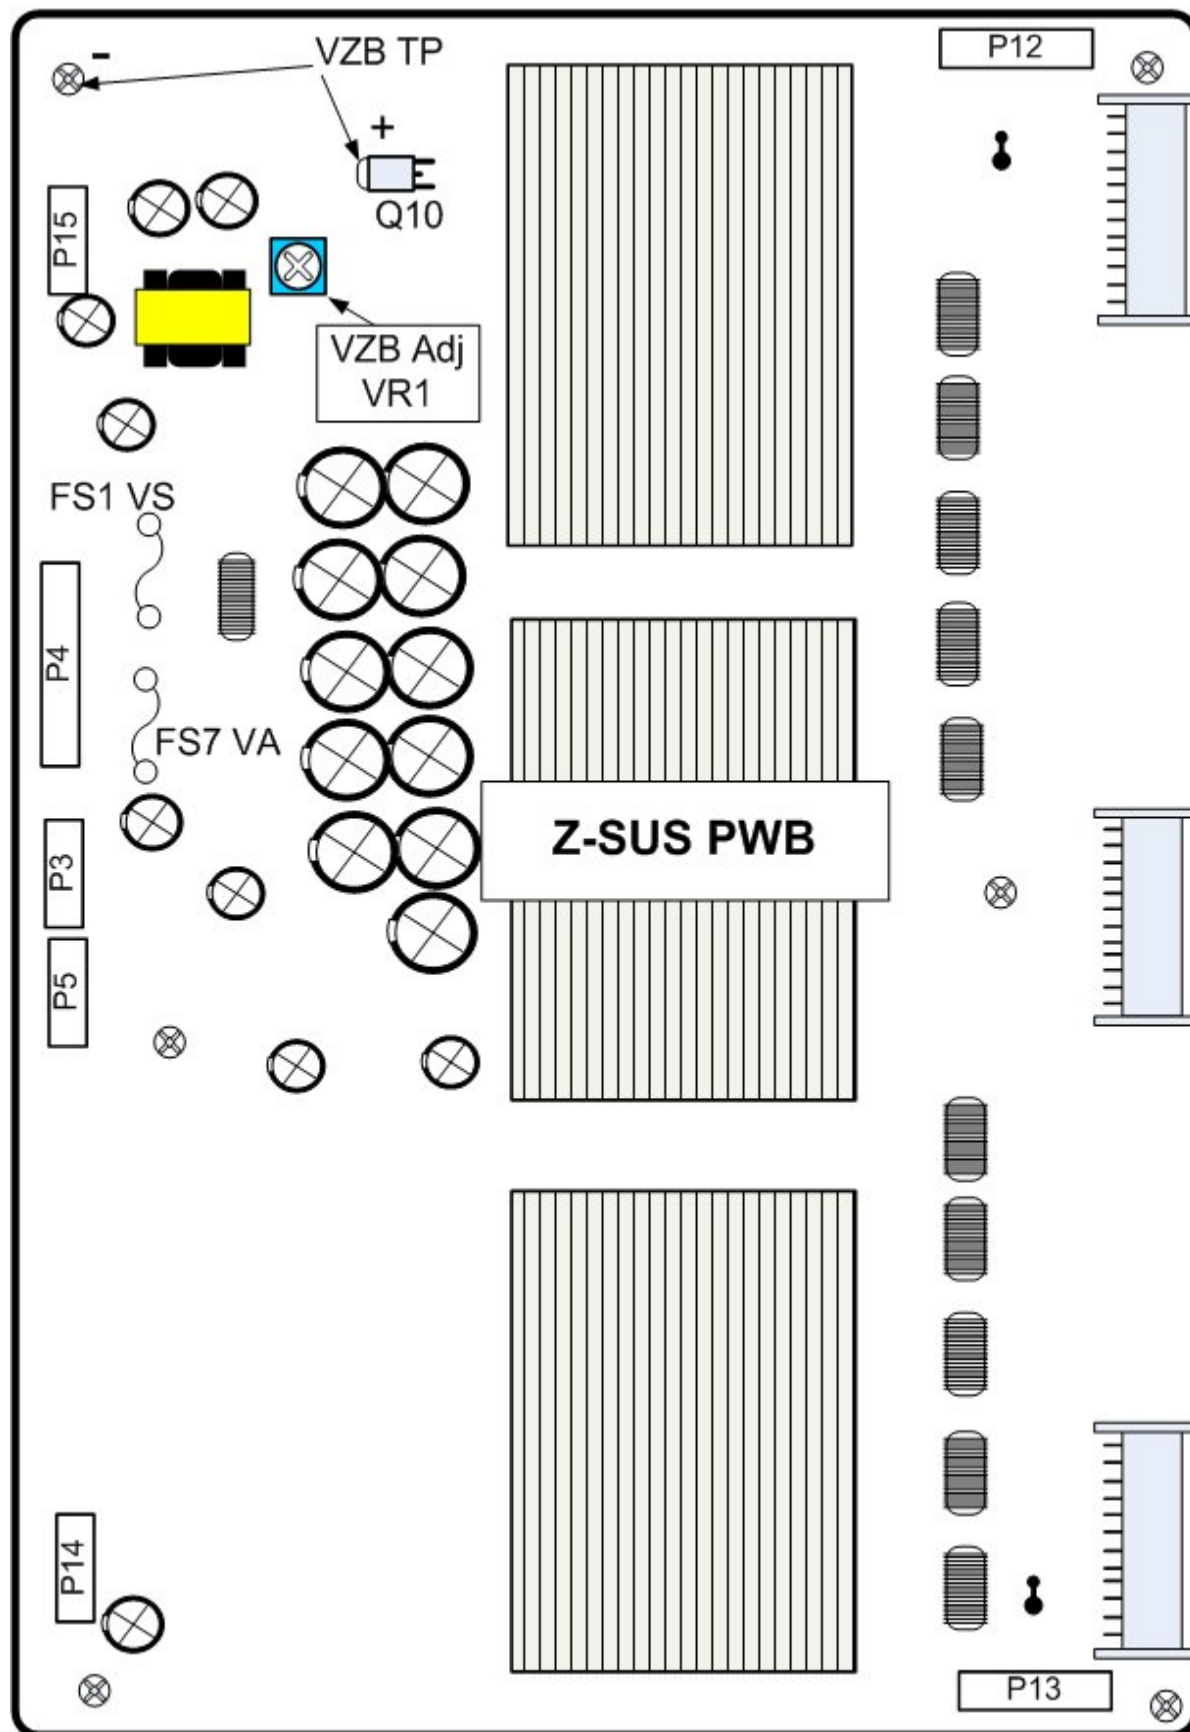 P12
-
VZB TP
+
Q10
P15
VZB Adj
VR1
FS1 VS
P4
FS7 VA
Z-SUS PWB
P3
P5
P14
P13